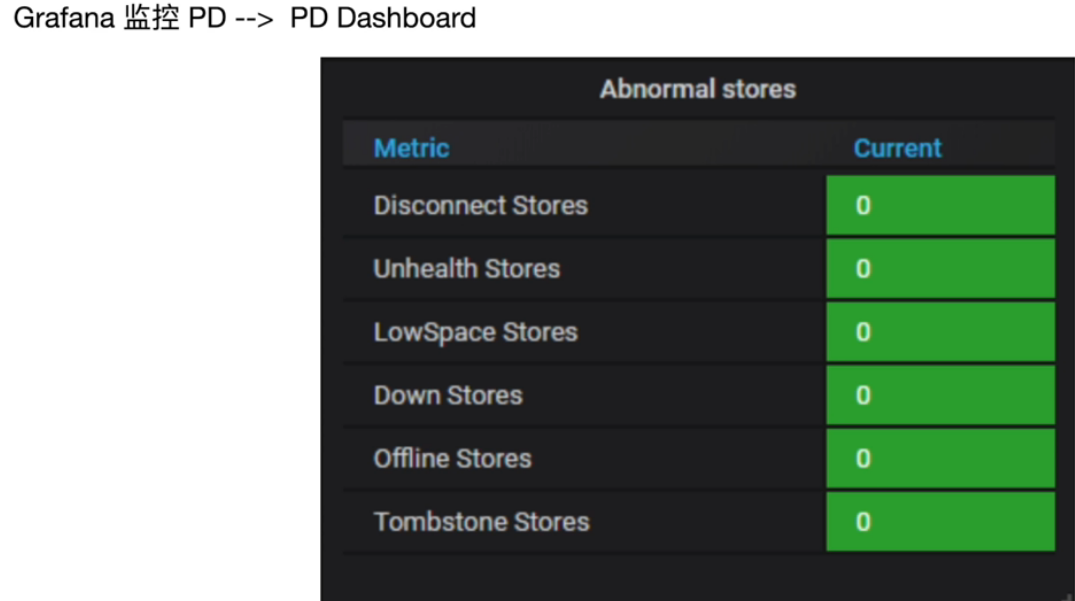 Grafana 监控 PD --> PD Dashboard
Abnormal stores
Metric Current
Disconnect Stores 0
Unhealth Stores 0
LowSpace Stores 0
Down Stores 0
Offline Stores 0
Tombstone Stores 0